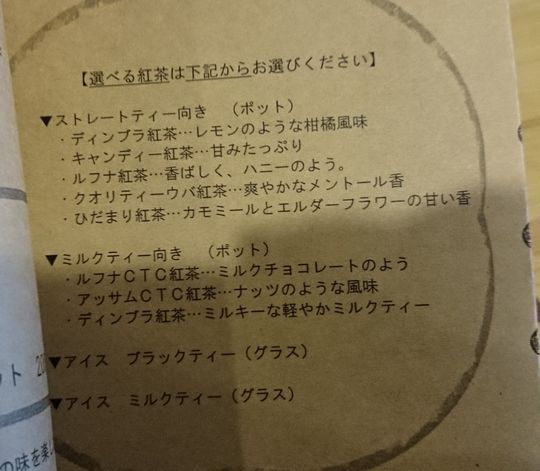 【選べる紅茶は下記からお選びください】
▼ストレートティー向き　（ポット）
・ディンブラ紅茶…レモンのような柑橘風味
・キャンディー紅茶…甘みたっぷり
・ルフナ紅茶…香ばしく、ハニーのよう。
・クオリティーウバ紅茶…爽やかなメントール香
・ひだまり紅茶…カモミールとエルダーフラワーの甘い香
▼ミルクティー向き　（ポット）
・ルフナＣＴＣ紅茶…ミルクチョコレートのよう
・アッサムＣＴＣ紅茶…ナッツのような風味
・ディンブラ紅茶…ミルキーな軽やかミルクティー
▼アイス　ブラックティー（グラス）
▼アイス　ミルクティー（グラス）
ット
の味を楽し